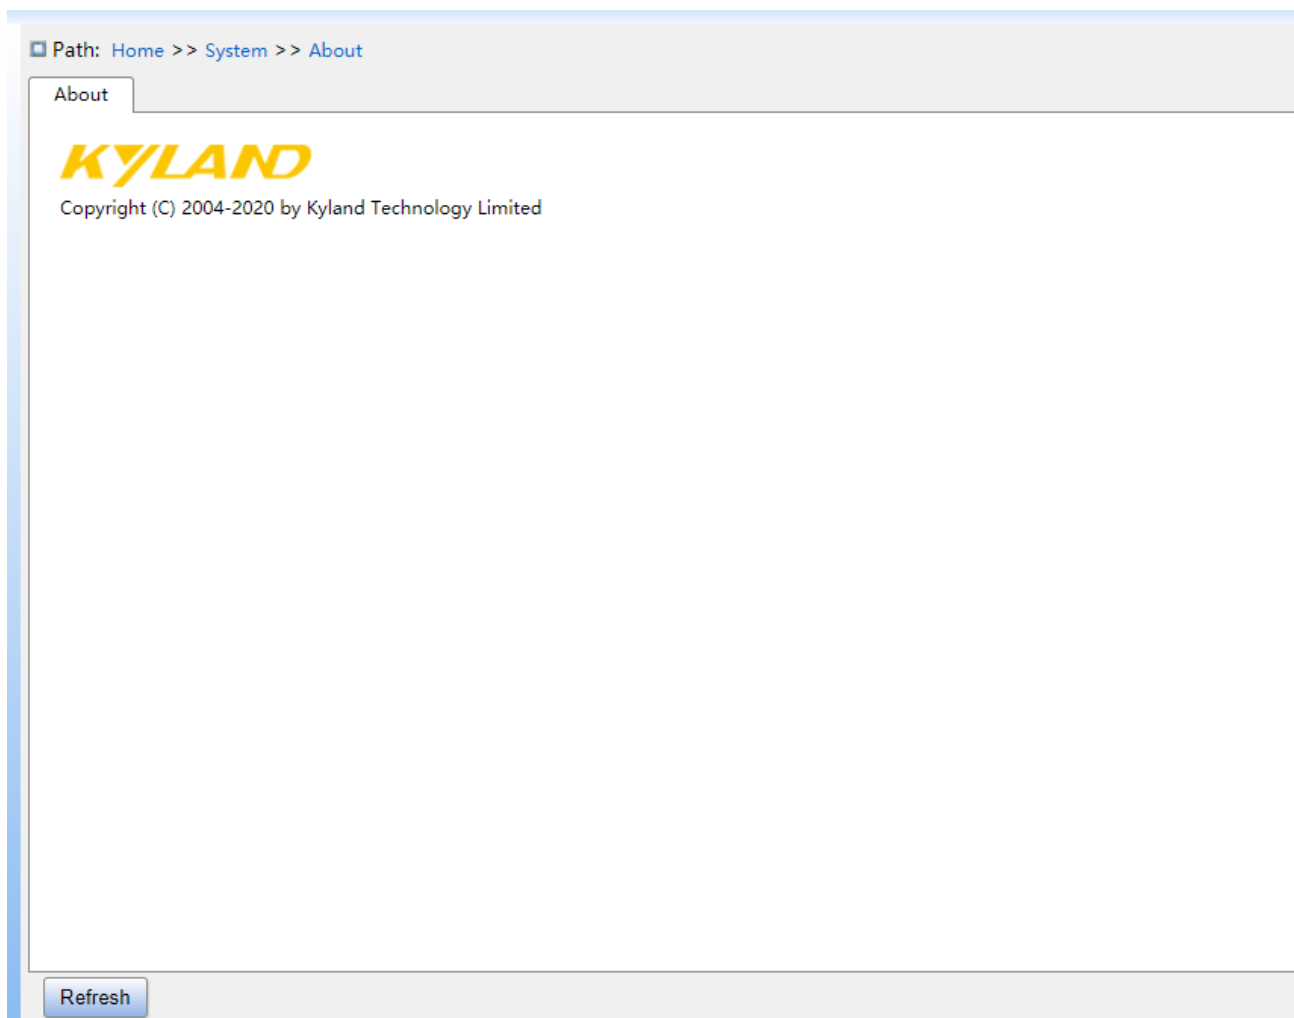 Path: Home >> System >> About
About
KYLAND
Copyright (C) 2004-2020 by Kyland Technology Limited
Refresh